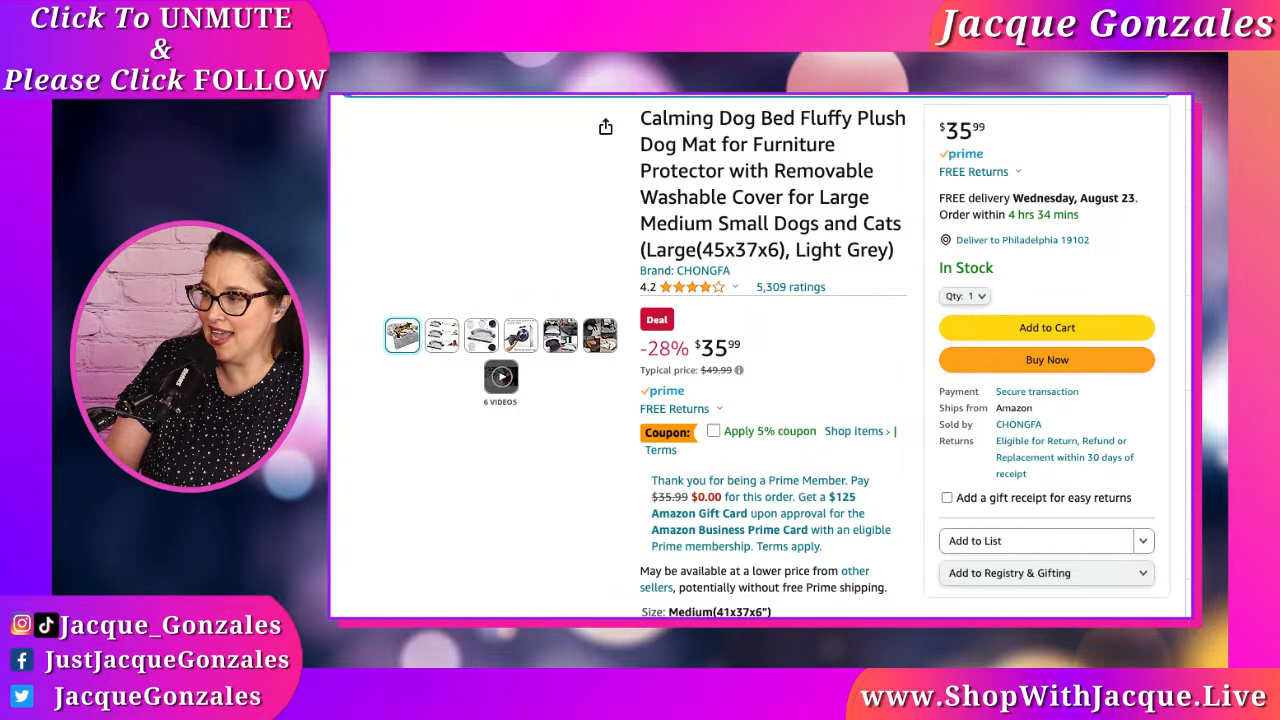 Click To UNMUTE
&
Please Click FOLLOW
Jacque Gonzales
Calming Dog Bed Fluffy Plush
Dog Mat for Furniture
Protector with Removable
Washable Cover for Large
Medium Small Dogs and Cats
(Large(45x37x6), Light Grey)
Brand: CHONGFA
4.2 5,309 ratings
Deal
-28% $35 99
Typical price: $49.99
prime
FREE Returns
Coupon: Apply 5% coupon Shop items › |
Terms
Thank you for being a Prime Member. Pay
$35.99 $0.00 for this order. Get a $125
Amazon Gift Card upon approval for the
Amazon Business Prime Card with an eligible
Prime membership. Terms apply.
May be available at a lower price from other
sellers, potentially without free Prime shipping.
Size: Medium(41x37x6")
6 VIDEOS
$35 99
prime
FREE Returns
FREE delivery Wednesday, August 23.
Order within 4 hrs 34 mins
Deliver to Philadelphia 19102
In Stock
Qty: 1
Add to Cart
Buy Now
Payment Secure transaction
Ships from Amazon
Sold by CHONGFA
Returns Eligible for Return, Refund or
Replacement within 30 days of
receipt
Add a gift receipt for easy returns
Add to List
Add to Registry & Gifting
Jacque_Gonzales
JustJacqueGonzales
JacqueGonzales
www.ShopWithJacque.Live